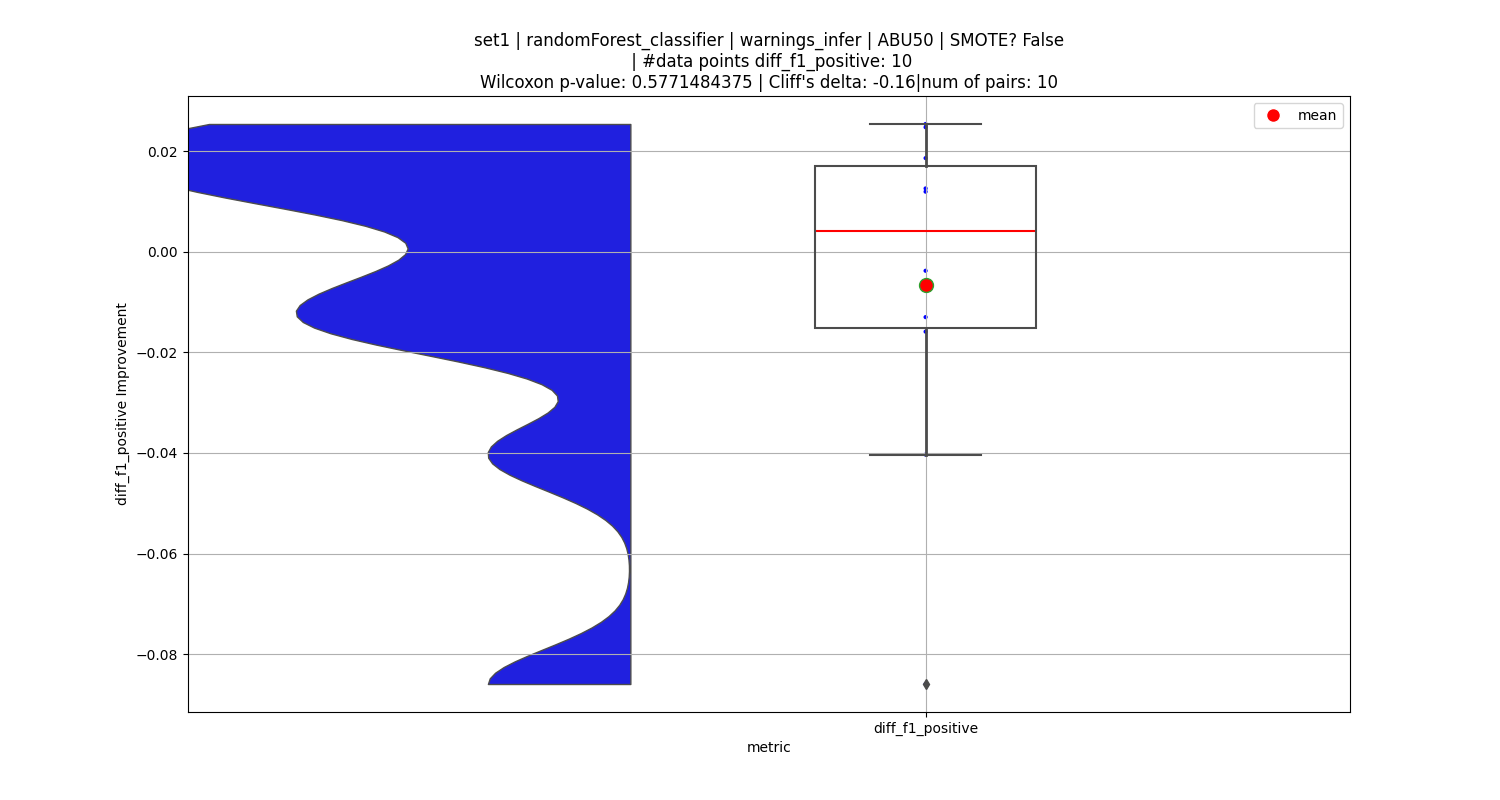 set1 | randomForest_classifier | warnings_infer | ABU50 | SMOTE? False
| #data points diff_f1_positive: 10
Wilcoxon p-value: 0.5771484375 | Cliff's delta: -0.16|num of pairs: 10
mean
0.02
0.00
−0.02
−0.04
−0.06
−0.08
diff_f1_positive Improvement
diff_f1_positive
metric